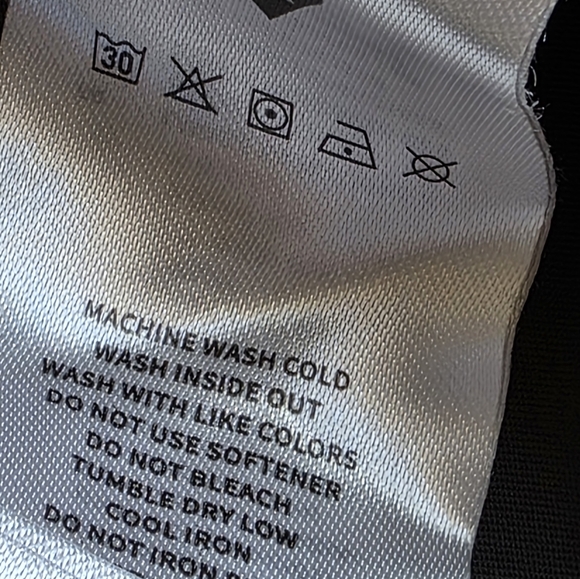 30
MACHINE WASH COLD
WASH INSIDE OUT
WASH WITH LIKE COLORS
DO NOT USE SOFTENER
DO NOT BLEACH
TUMBLE DRY LOW
COOL IRON
DO NOT IRON